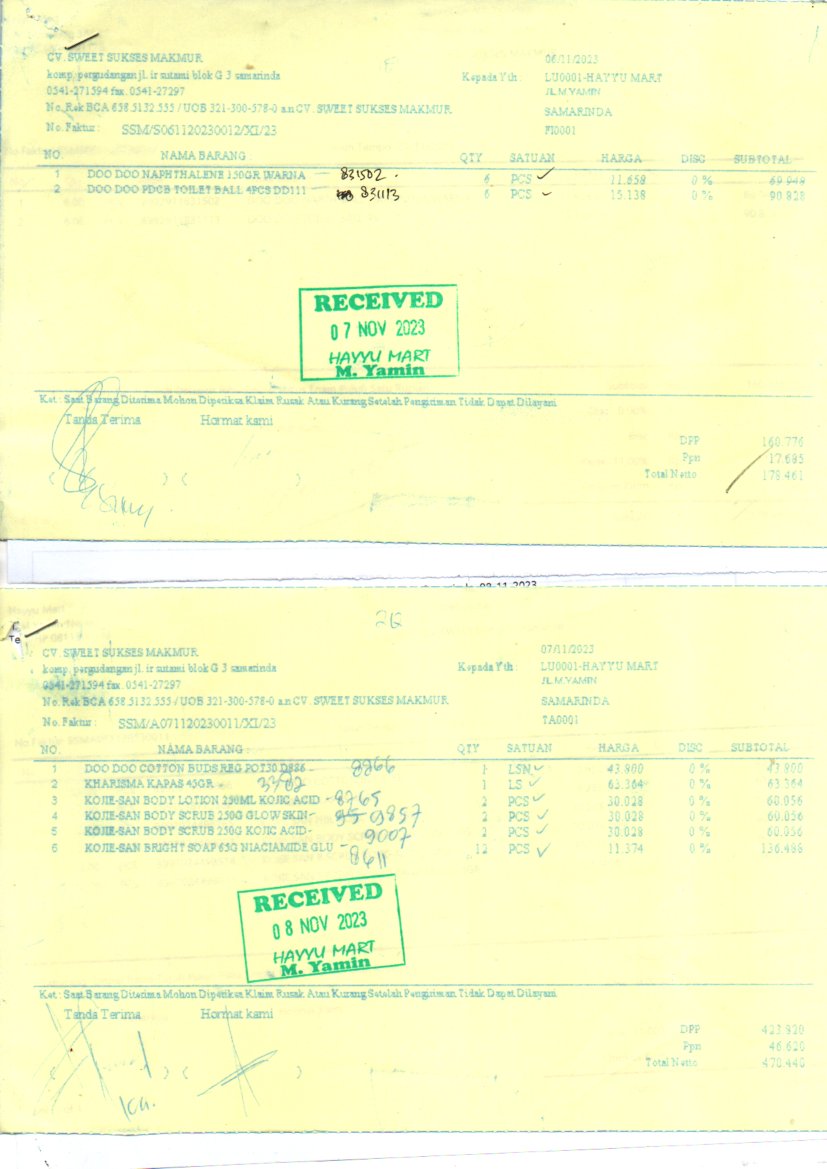 CV. SWEET SUKSES MAKMUR
komp. pergudangan jl. ir sutami blok G 3 samarinda
0541-271594 fax. 0541-27297
No. Rek BCA 658.5132.555 / UOB 321-300-578-0 a.n CV. SWEET SUKSES MAKMUR
No. Faktur : SSM/S061120230012/XI/23
06/11/2023
Kepada Yth : LU0001-HAYYU MART
JL. M YAMIN
SAMARINDA
FI0001
NO. NAMA BARANG QTY SATUAN HARGA DISC SUBTOTAL
1 DOO DOO NAPHTHALENE 150GR WARNA 831502 6 PCS 11.658 0 % 69.948
2 DOO DOO PDCB TOILET BALL 4PCS DD111 831113 6 PCS 15.138 0 % 90.828
RECEIVED
07 NOV 2023
HAYYU MART
M. Yamin
Ket : Saat Barang Diterima Mohon Diperiksa Klaim Rusak Atau Kurang Setelah Pengiriman Tidak Dapat Dilayani
Tanda Terima Hormat kami
( ) ( )
DPP 160.776
Ppn 17.685
Total Netto 178.461
08-11-2023
26
Te
CV. SWEET SUKSES MAKMUR
komp. pergudangan jl. ir sutami blok G 3 samarinda
0541-271594 fax. 0541-27297
No. Rek BCA 658.5132.555 / UOB 321-300-578-0 a.n CV. SWEET SUKSES MAKMUR
No. Faktur : SSM/A071120230011/XI/23
07/11/2023
Kepada Yth : LU0001-HAYYU MART
JL. M YAMIN
SAMARINDA
TA0001
NO. NAMA BARANG QTY SATUAN HARGA DISC SUBTOTAL
1 DOO DOO COTTON BUDS REG POT30 D886 8866 1 LSN 43.800 0 % 43.800
2 KHARISMA KAPAS 45GR 3782 1 LS 63.364 0 % 63.364
3 KOJIE-SAN BODY LOTION 250ML KOJIC ACID 8765 2 PCS 30.028 0 % 60.056
4 KOJIE-SAN BODY SCRUB 250G GLOW SKIN 9857 2 PCS 30.028 0 % 60.056
5 KOJIE-SAN BODY SCRUB 250G KOJIC ACID 9007 2 PCS 30.028 0 % 60.056
6 KOJIE-SAN BRIGHT SOAP 65G NIACIAMIDE GLU 8611 12 PCS 11.374 0 % 136.488
RECEIVED
08 NOV 2023
HAYYU MART
M. Yamin
Ket : Saat Barang Diterima Mohon Diperiksa Klaim Rusak Atau Kurang Setelah Pengiriman Tidak Dapat Dilayani
Tanda Terima Hormat kami
( ) ( )
DPP 423.820
Ppn 46.620
Total Netto 470.440